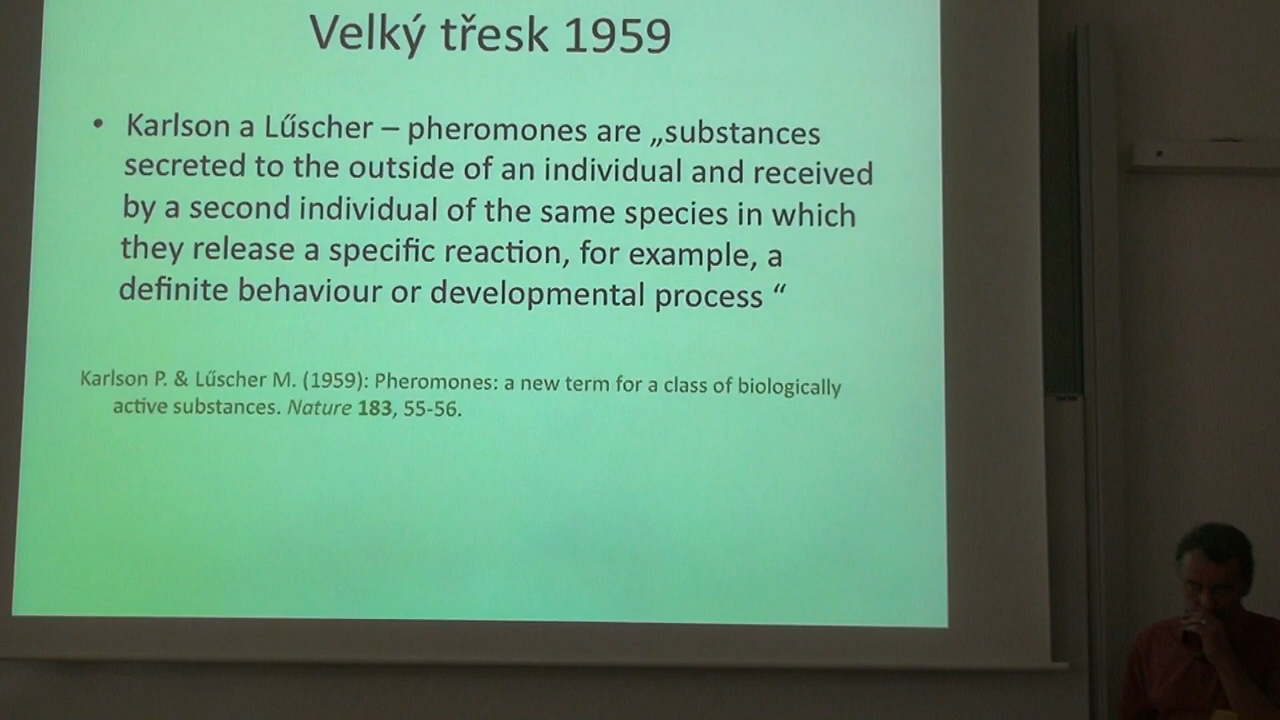 Velký třesk 1959
• Karlson a Lűscher – pheromones are „substances
secreted to the outside of an individual and received
by a second individual of the same species in which
they release a specific reaction, for example, a
definite behaviour or developmental process “
Karlson P. & Lűscher M. (1959): Pheromones: a new term for a class of biologically
active substances. Nature 183, 55-56.